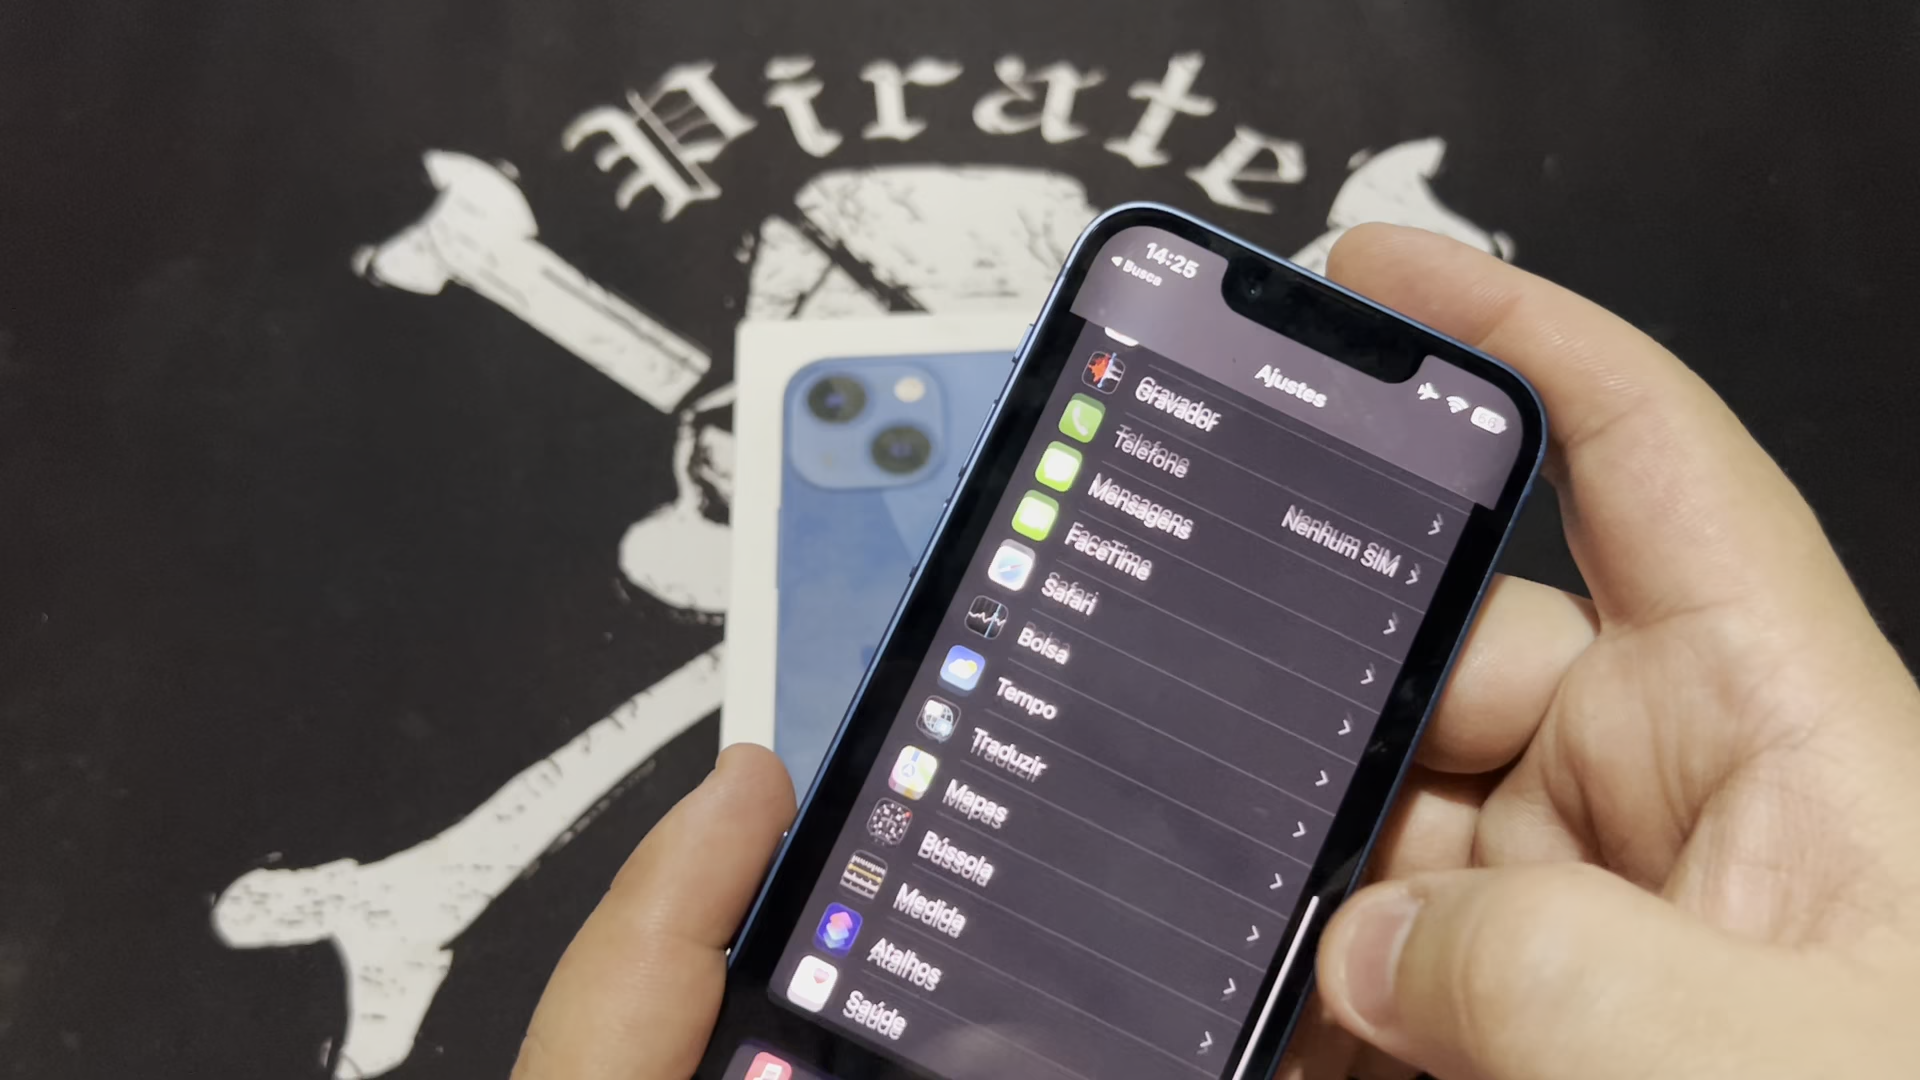 Pirate
14:25
Busca
Ajustes
Gravador
Telefone
Nenhum SIM
Mensagens
FaceTime
Safari
Bolsa
Tempo
Traduzir
Mapas
Bússola
Medida
Atalhos
Saúde